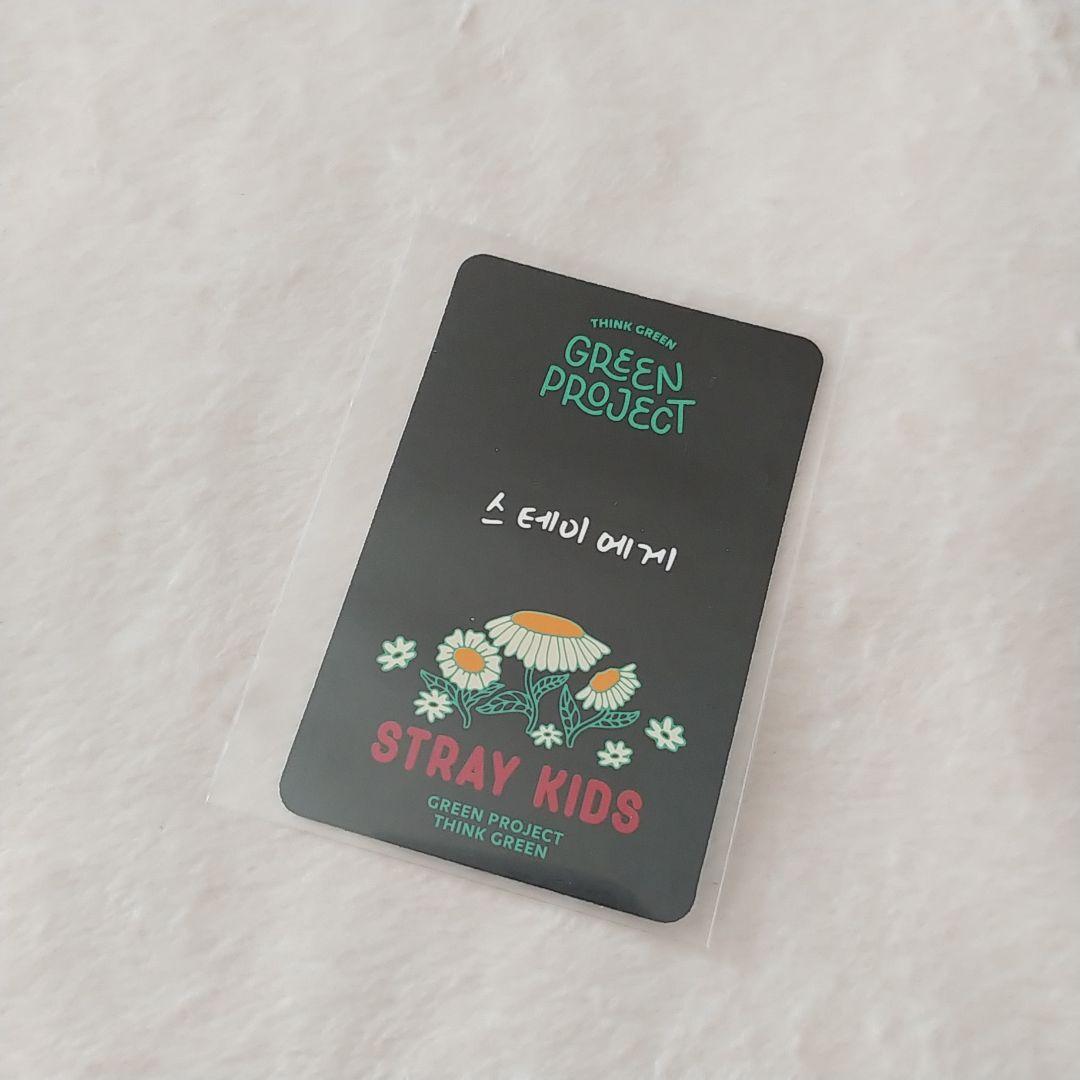 THINK GREEN
GREEN
PROJECT
스테이에게
STRAY KIDS
GREEN PROJECT
THINK GREEN